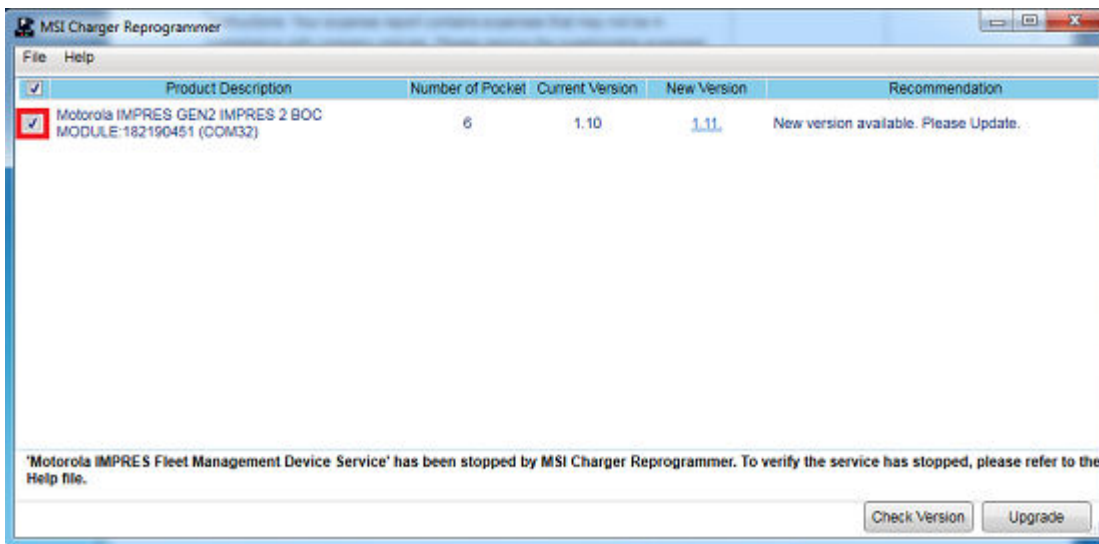 MSI Charger Reprogrammer
File Help
Product Description Number of Pocket Current Version New Version Recommendation
Motorola IMPRES GEN2 IMPRES 2 BOC
MODULE:182190451 (COM32) 6 1.10 1.11. New version available. Please Update.
'Motorola IMPRES Fleet Management Device Service' has been stopped by MSI Charger Reprogrammer. To verify the service has stopped, please refer to the
Help file.
Check Version Upgrade